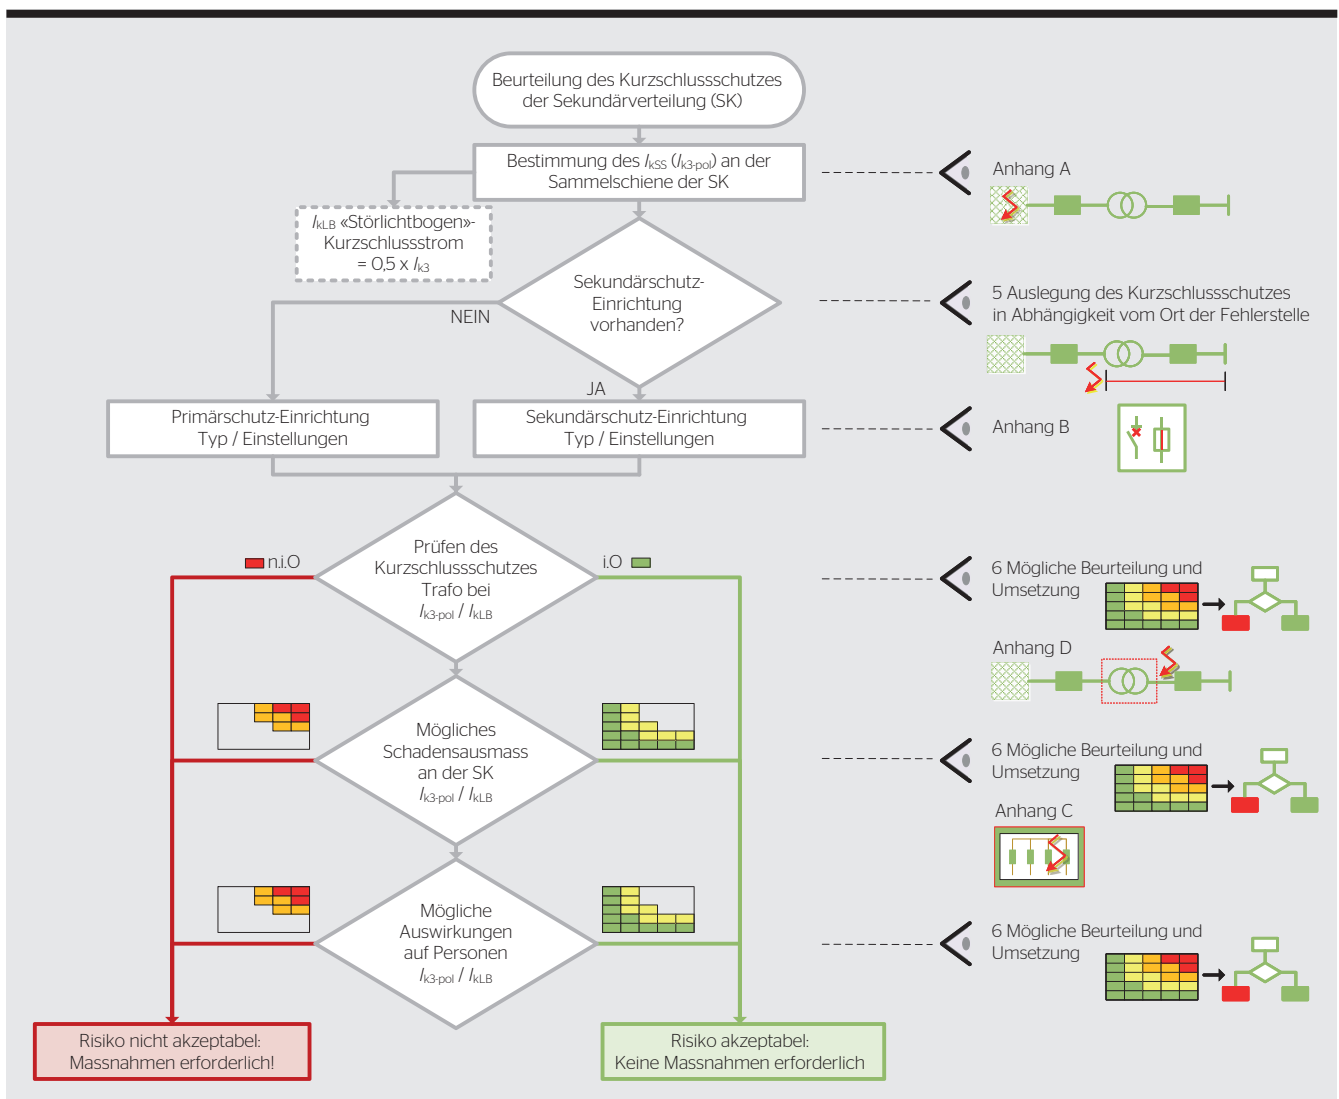 Beurteilung des Kurzschlussschutzes
der Sekundärverteilung (SK)
Bestimmung des IkSS (Ik3-pol) an der
Sammelschiene der SK
Anhang A
IkLB «Störlichtbogen»-
Kurzschlussstrom
= 0,5 x Ik3
Sekundärschutz-
Einrichtung
vorhanden?
NEIN
JA
5 Auslegung des Kurzschlussschutzes
in Abhängigkeit vom Ort der Fehlerstelle
Primärschutz-Einrichtung
Typ / Einstellungen
Sekundärschutz-Einrichtung
Typ / Einstellungen
Anhang B
Prüfen des
Kurzschlussschutzes
Trafo bei
Ik3-pol / IkLB
n.i.O
i.O
6 Mögliche Beurteilung und
Umsetzung
Anhang D
Mögliches
Schadensausmass
an der SK
Ik3-pol / IkLB
6 Mögliche Beurteilung und
Umsetzung
Anhang C
Mögliche
Auswirkungen
auf Personen
Ik3-pol / IkLB
6 Mögliche Beurteilung und
Umsetzung
Risiko nicht akzeptabel:
Massnahmen erforderlich!
Risiko akzeptabel:
Keine Massnahmen erforderlich